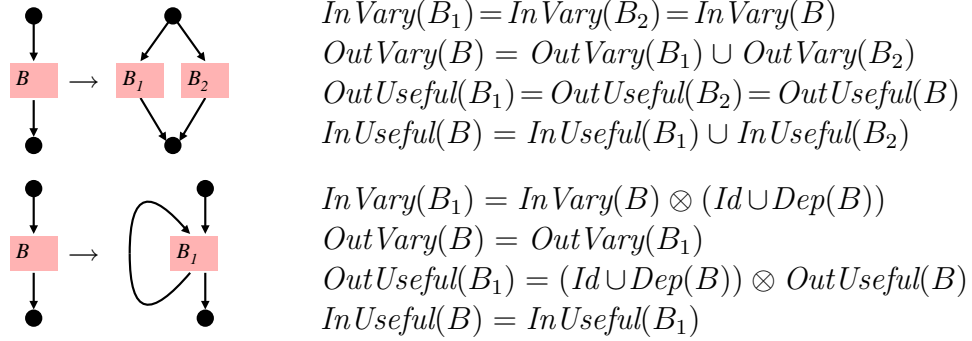 B → B₁ B₂
InVary(B₁) = InVary(B₂) = InVary(B)
OutVary(B) = OutVary(B₁) ∪ OutVary(B₂)
OutUseful(B₁) = OutUseful(B₂) = OutUseful(B)
InUseful(B) = InUseful(B₁) ∪ InUseful(B₂)
B → B₁
InVary(B₁) = InVary(B) ⊗ (Id ∪ Dep(B))
OutVary(B) = OutVary(B₁)
OutUseful(B₁) = (Id ∪ Dep(B)) ⊗ OutUseful(B)
InUseful(B) = InUseful(B₁)